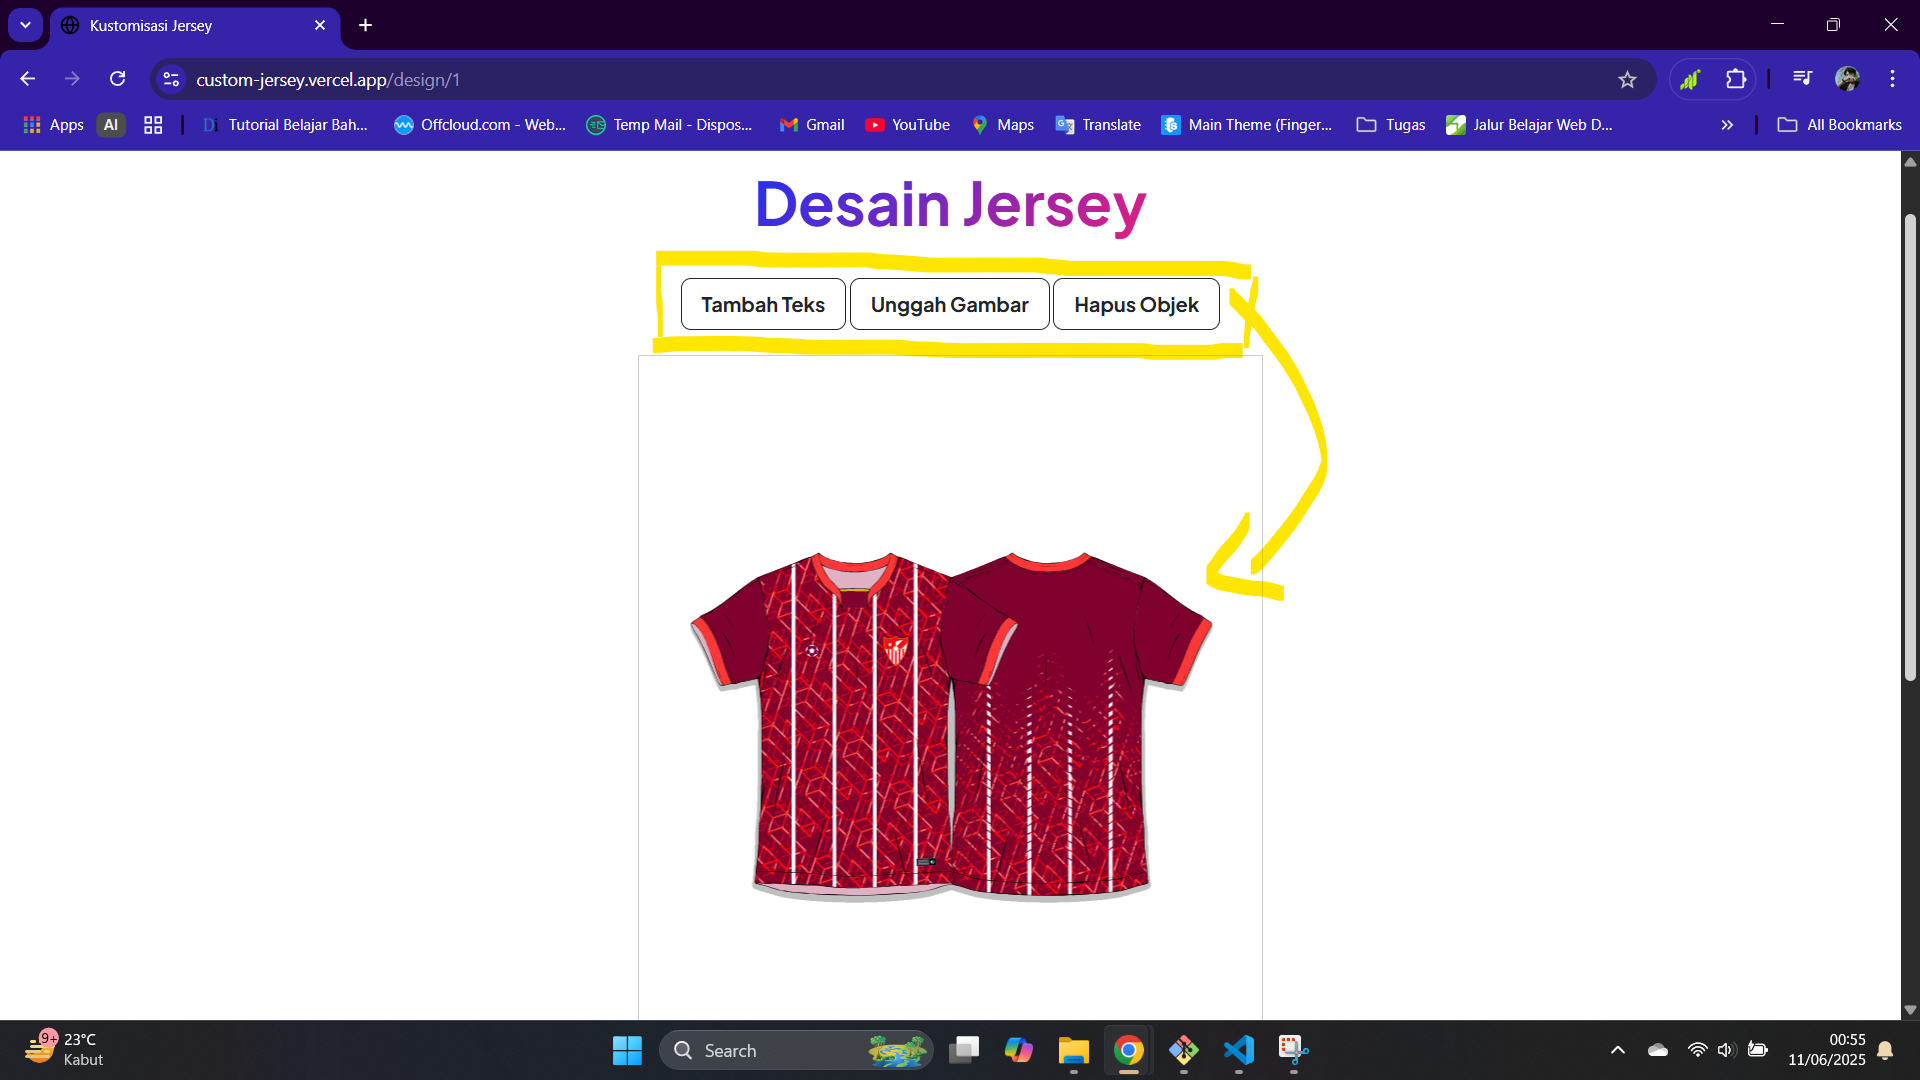 Kustomisasi Jersey
custom-jersey.vercel.app/design/1
Apps AI Tutorial Belajar Bah... Offcloud.com - Web... Temp Mail - Dispos... Gmail YouTube Maps Translate Main Theme (Finger... Tugas Jalur Belajar Web D... All Bookmarks
Desain Jersey
Tambah Teks Unggah Gambar Hapus Objek
9+ 23°C
Kabut
Search
00:55
11/06/2025